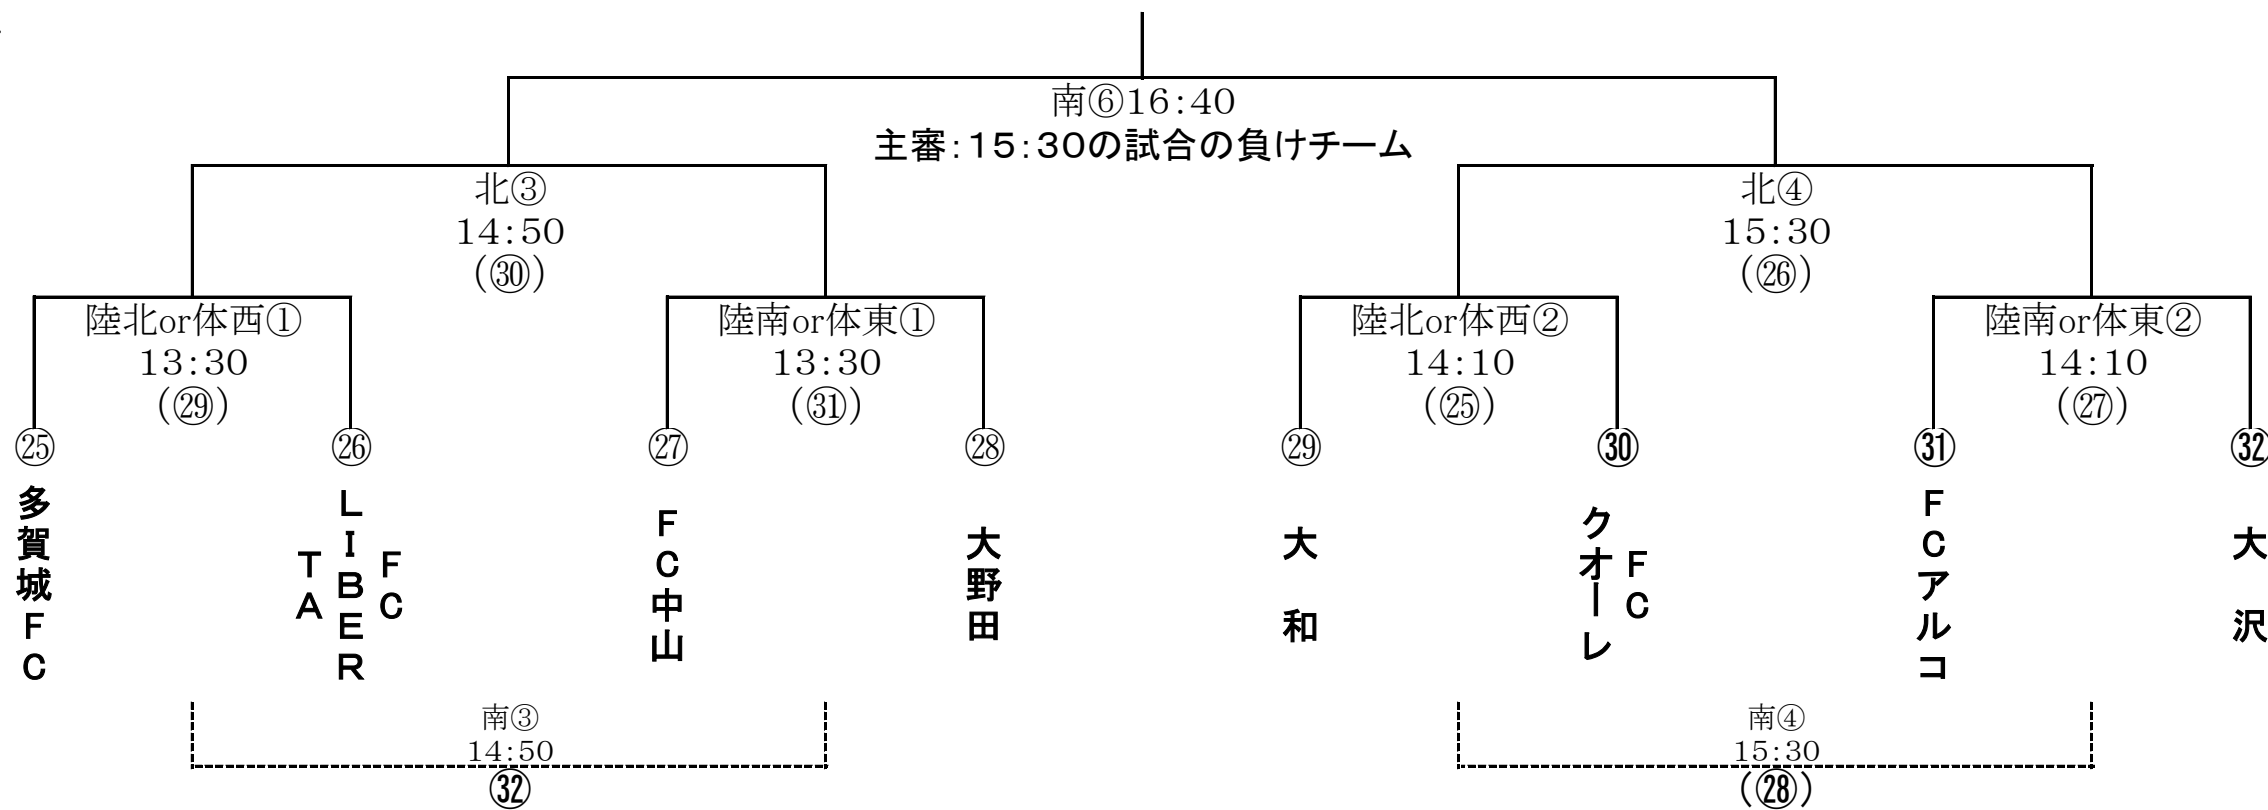 南⑥16:40
主審:15:30の試合の負けチーム
北③
14:50
(㉚)
北④
15:30
(㉖)
陸北or体西①
13:30
(㉙)
陸南or体東①
13:30
(㉛)
陸北or体西②
14:10
(㉕)
陸南or体東②
14:10
(㉗)
㉕
㉖
㉗
㉘
㉙
㉚
㉛
㉜
多賀城FC
FC
LIBER
TA
FC中山
大野田
大和
FC
クオーレ
FCアルコ
大沢
南③
14:50
㉜
南④
15:30
(㉘)